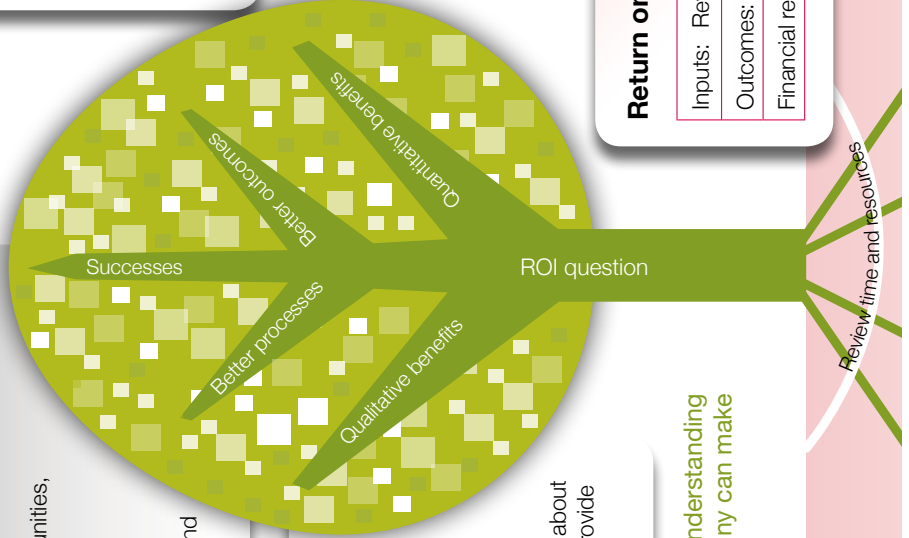 Successes
Better outcomes
Quantitative benefits
Better processes
Qualitative benefits
ROI question
Review time and resources
Return or
Inputs: Re
Outcomes:
Financial re
nderstanding
ny can make
about
rovide
unities,
nd